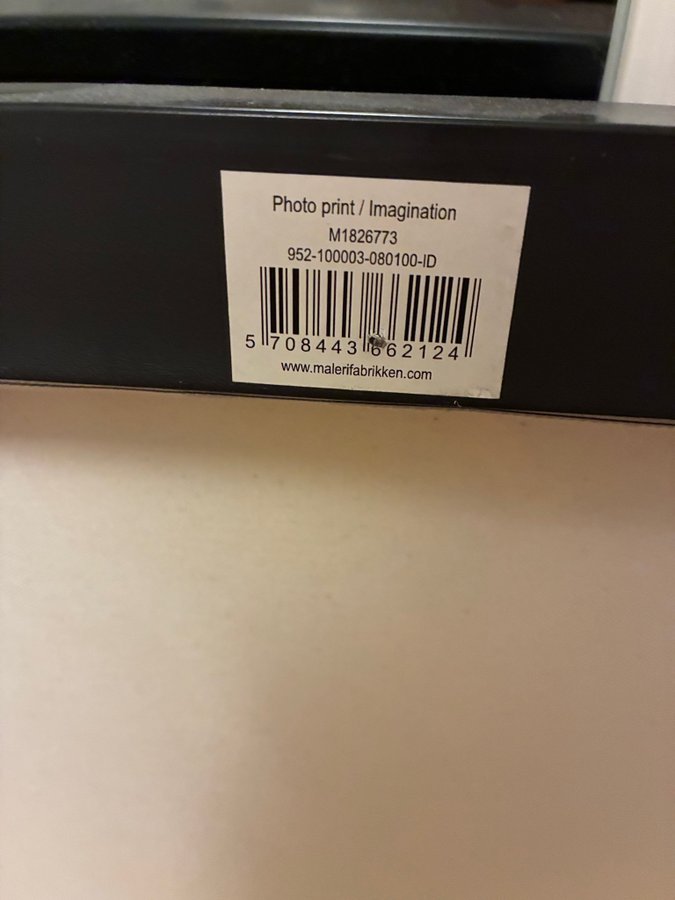 Photo print / Imagination
M1826773
952-100003-080100-ID
5 708443 662124
www.malerifabrikken.com